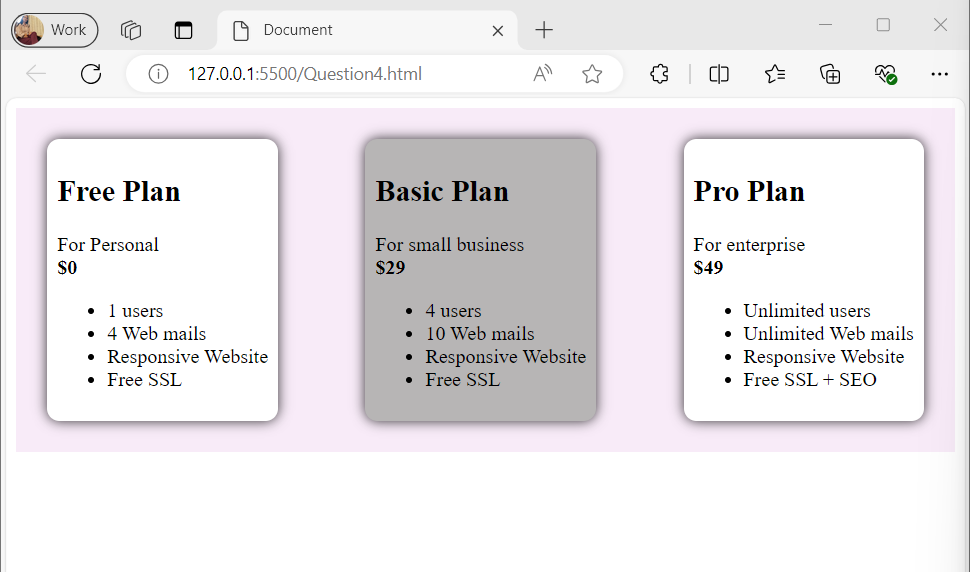 Work
Document
127.0.0.1:5500/Question4.html
Free Plan
For Personal
$0
1 users
4 Web mails
Responsive Website
Free SSL
Basic Plan
For small business
$29
4 users
10 Web mails
Responsive Website
Free SSL
Pro Plan
For enterprise
$49
Unlimited users
Unlimited Web mails
Responsive Website
Free SSL + SEO